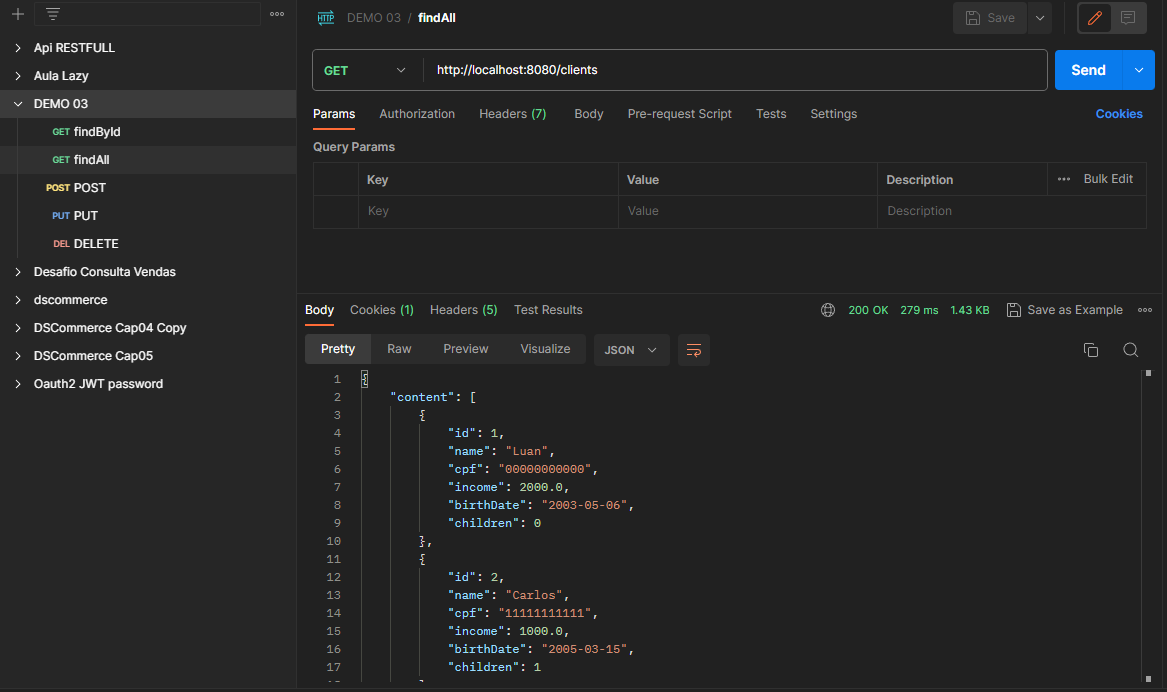 HTTP DEMO 03 / findAll
Save
Api RESTFULL
Aula Lazy
DEMO 03
GET findById
GET findAll
POST POST
PUT PUT
DEL DELETE
Desafio Consulta Vendas
dscommerce
DSCommerce Cap04 Copy
DSCommerce Cap05
Oauth2 JWT password
GET http://localhost:8080/clients
Send
Params Authorization Headers (7) Body Pre-request Script Tests Settings Cookies
Query Params
Key Value Description Bulk Edit
Key Value Description
Body Cookies (1) Headers (5) Test Results 200 OK 279 ms 1.43 KB Save as Example
Pretty Raw Preview Visualize JSON
1 {
2 "content": [
3 {
4 "id": 1,
5 "name": "Luan",
6 "cpf": "00000000000",
7 "income": 2000.0,
8 "birthDate": "2003-05-06",
9 "children": 0
10 },
11 {
12 "id": 2,
13 "name": "Carlos",
14 "cpf": "11111111111",
15 "income": 1000.0,
16 "birthDate": "2005-03-15",
17 "children": 1